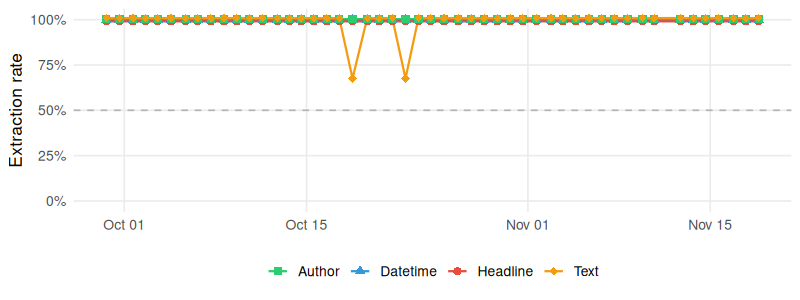 Extraction rate
100%
75%
50%
25%
0%
Oct 01 Oct 15 Nov 01 Nov 15
Author Datetime Headline Text